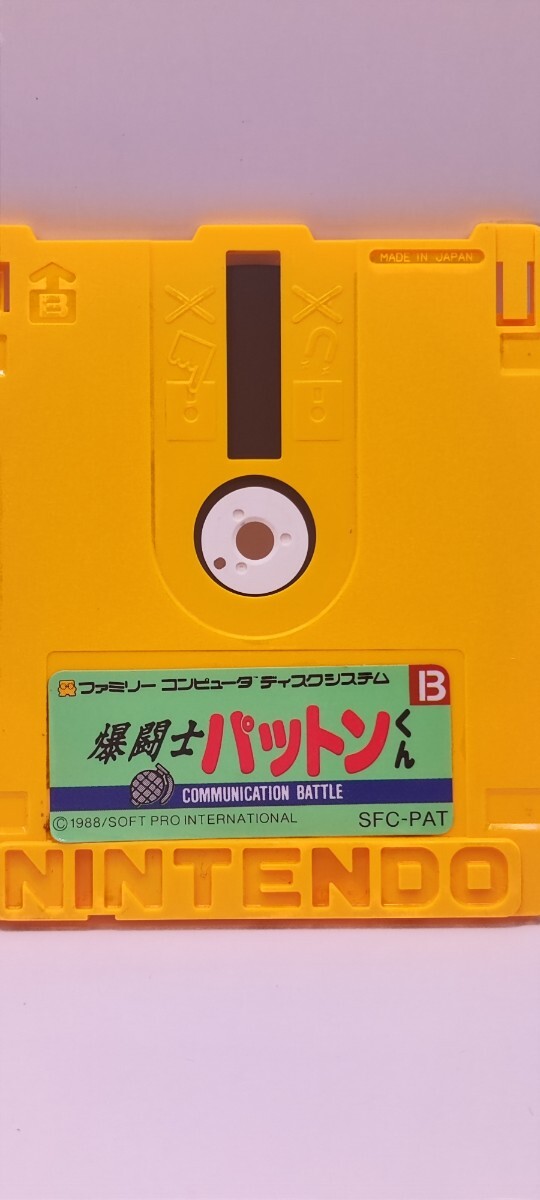 B
MADE IN JAPAN
ファミリー コンピュータ ディスクシステム B
爆闘士 パットンくん
COMMUNICATION BATTLE
©1988/SOFT PRO INTERNATIONAL SFC-PAT
NINTENDO